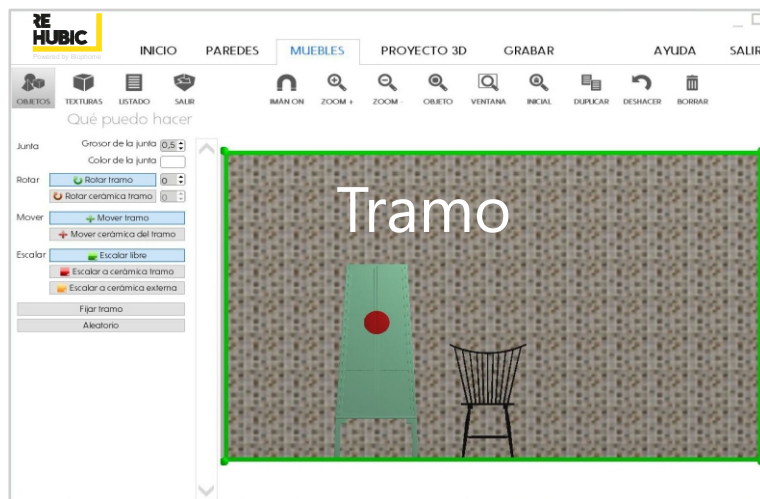 RE
HUBIC
Powered by Bisphome
INICIO PAREDES MUEBLES PROYECTO 3D GRABAR AYUDA SALIR
OBJETOS TEXTURAS LISTADO SALIR IMÁN ON ZOOM + ZOOM - OBJETO VENTANA INICIAL DUPLICAR DESHACER BORRAR
Qué puedo hacer
Junta Grosor de la junta 0,5
Color de la junta
Rotar Rotar tramo 0
Rotar cerámica tramo 0
Mover Mover tramo
Mover cerámica del tramo
Escalar Escalar libre
Escalar a cerámica tramo
Escalar a cerámica externa
Fijar tramo
Aleatorio
Tramo